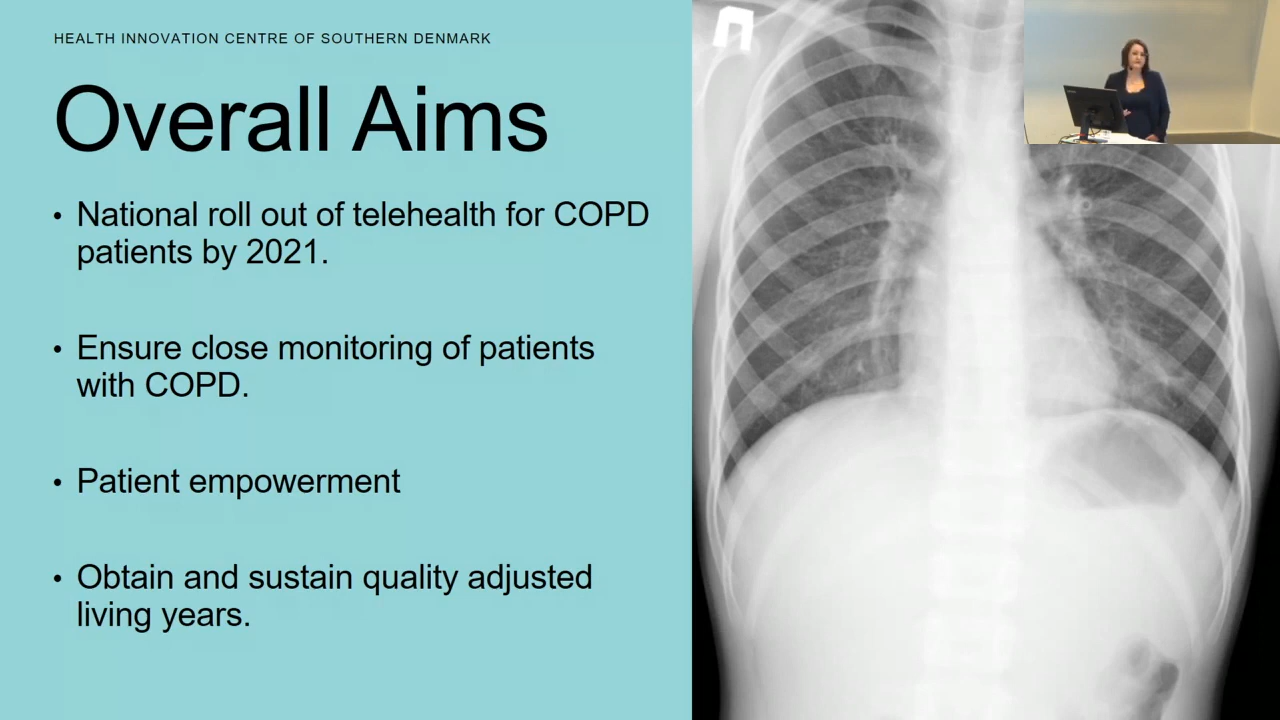 HEALTH INNOVATION CENTRE OF SOUTHERN DENMARK
Overall Aims
• National roll out of telehealth for COPD
patients by 2021.
• Ensure close monitoring of patients
with COPD.
• Patient empowerment
• Obtain and sustain quality adjusted
living years.